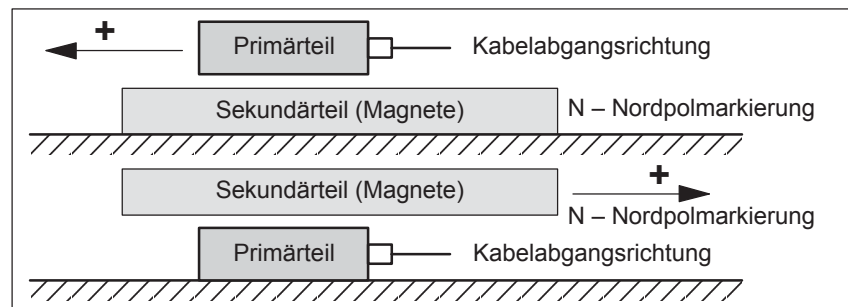 +
Primärteil
Kabelabgangsrichtung
Sekundärteil (Magnete)
N – Nordpolmarkierung
Sekundärteil (Magnete)
+
N – Nordpolmarkierung
Primärteil
Kabelabgangsrichtung